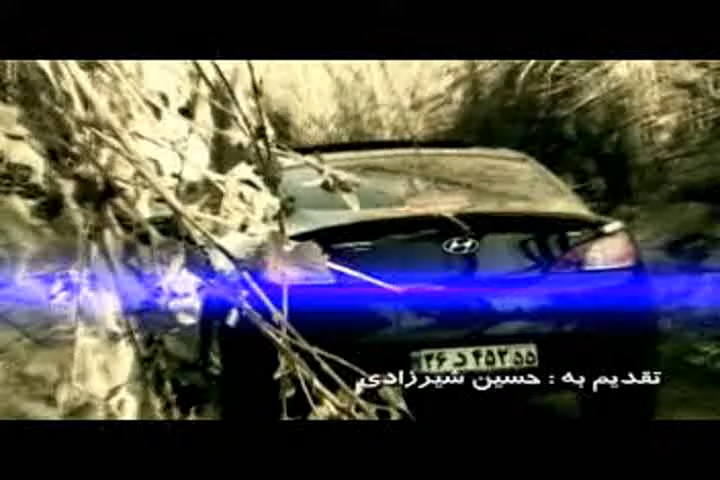 ۲۶ د ۴۵۲ ۵۵
تقدیم به : حسین شیرزادی